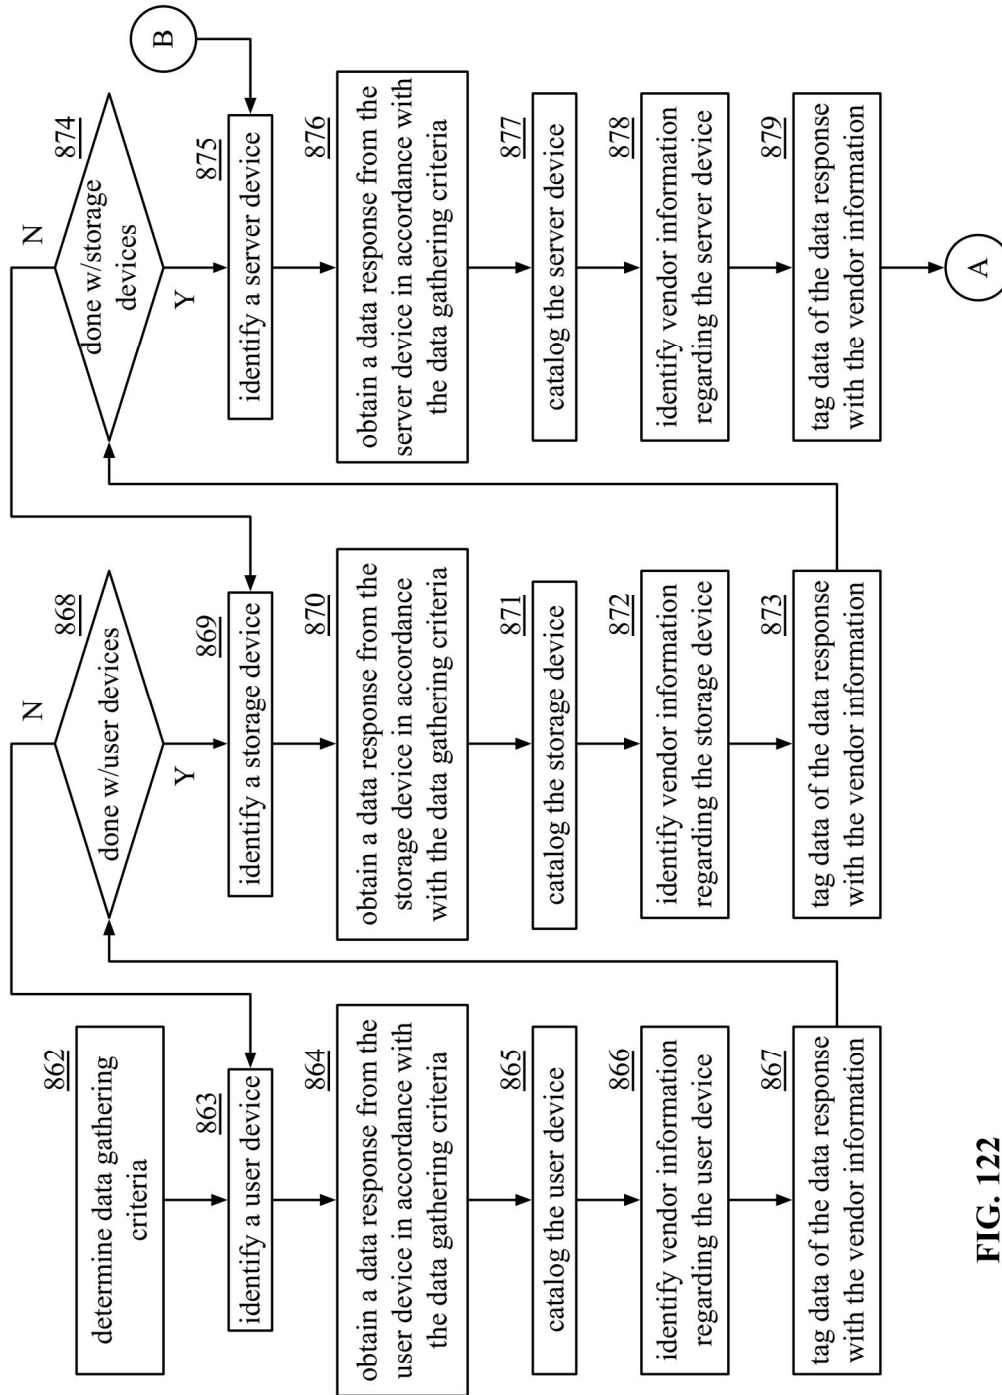 862
determine data gathering
criteria
863
identify a user device
864
obtain a data response from the
user device in accordance with
the data gathering criteria
865
catalog the user device
866
identify vendor information
regarding the user device
867
tag data of the data response
with the vendor information
N
868
done w/user devices
Y
869
identify a storage device
870
obtain a data response from the
storage device in accordance
with the data gathering criteria
871
catalog the storage device
872
identify vendor information
regarding the storage device
873
tag data of the data response
with the vendor information
N
874
done w/storage
devices
Y
B
875
identify a server device
876
obtain a data response from the
server device in accordance with
the data gathering criteria
877
catalog the server device
878
identify vendor information
regarding the server device
879
tag data of the data response
with the vendor information
A
FIG. 122